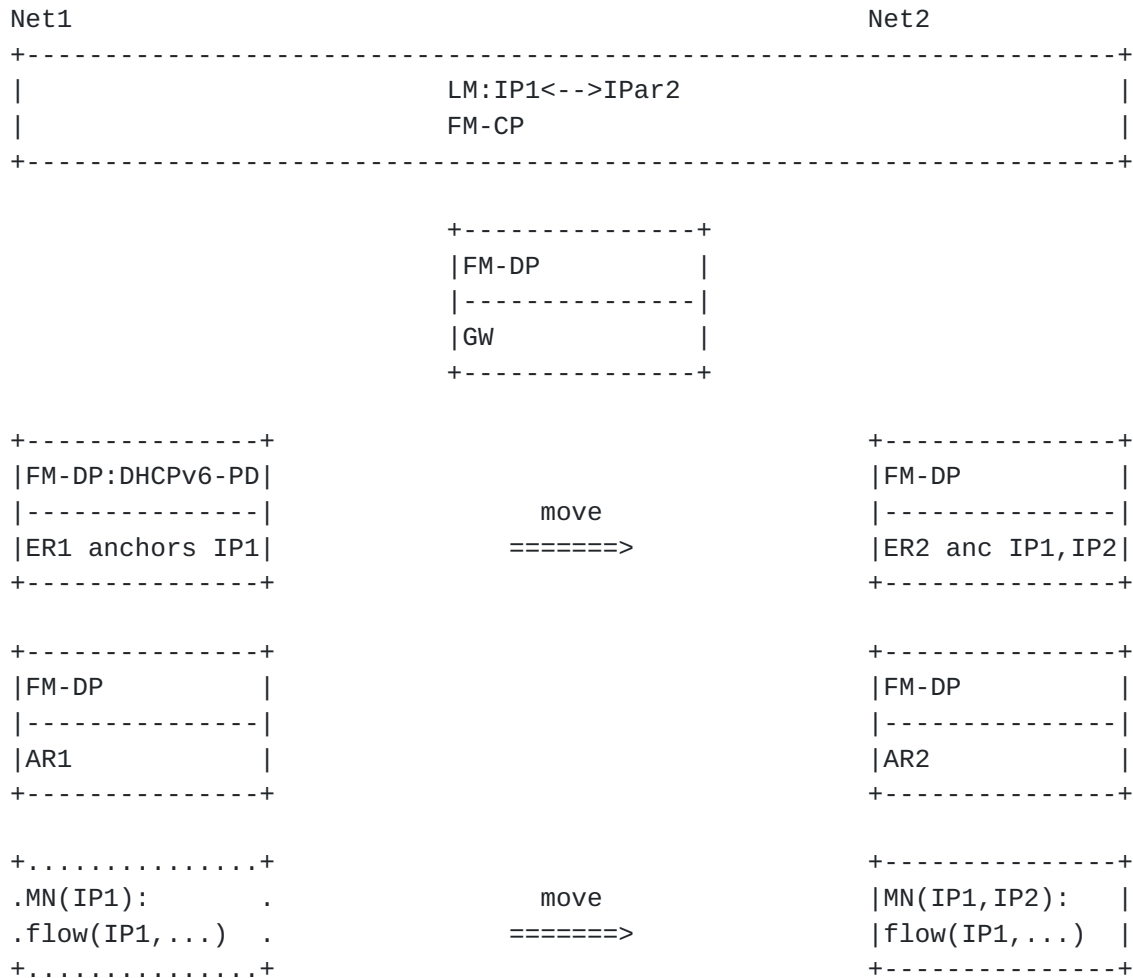 Net1 Net2
+-----------------------------------------------------------------------+
| LM:IP1<-->IPar2 |
| FM-CP |
+-----------------------------------------------------------------------+
+---------------+
|FM-DP |
|---------------|
|GW |
+---------------+
+---------------+ +---------------+
|FM-DP:DHCPv6-PD| |FM-DP |
|---------------| move |---------------|
|ER1 anchors IP1| =======> |ER2 anc IP1,IP2|
+---------------+ +---------------+
+---------------+ +---------------+
|FM-DP | |FM-DP |
|---------------| |---------------|
|AR1 | |AR2 |
+---------------+ +---------------+
+...............+ +---------------+
.MN(IP1): . move |MN(IP1,IP2): |
.flow(IP1,...) . =======> |flow(IP1,...) |
+...............+ +---------------+